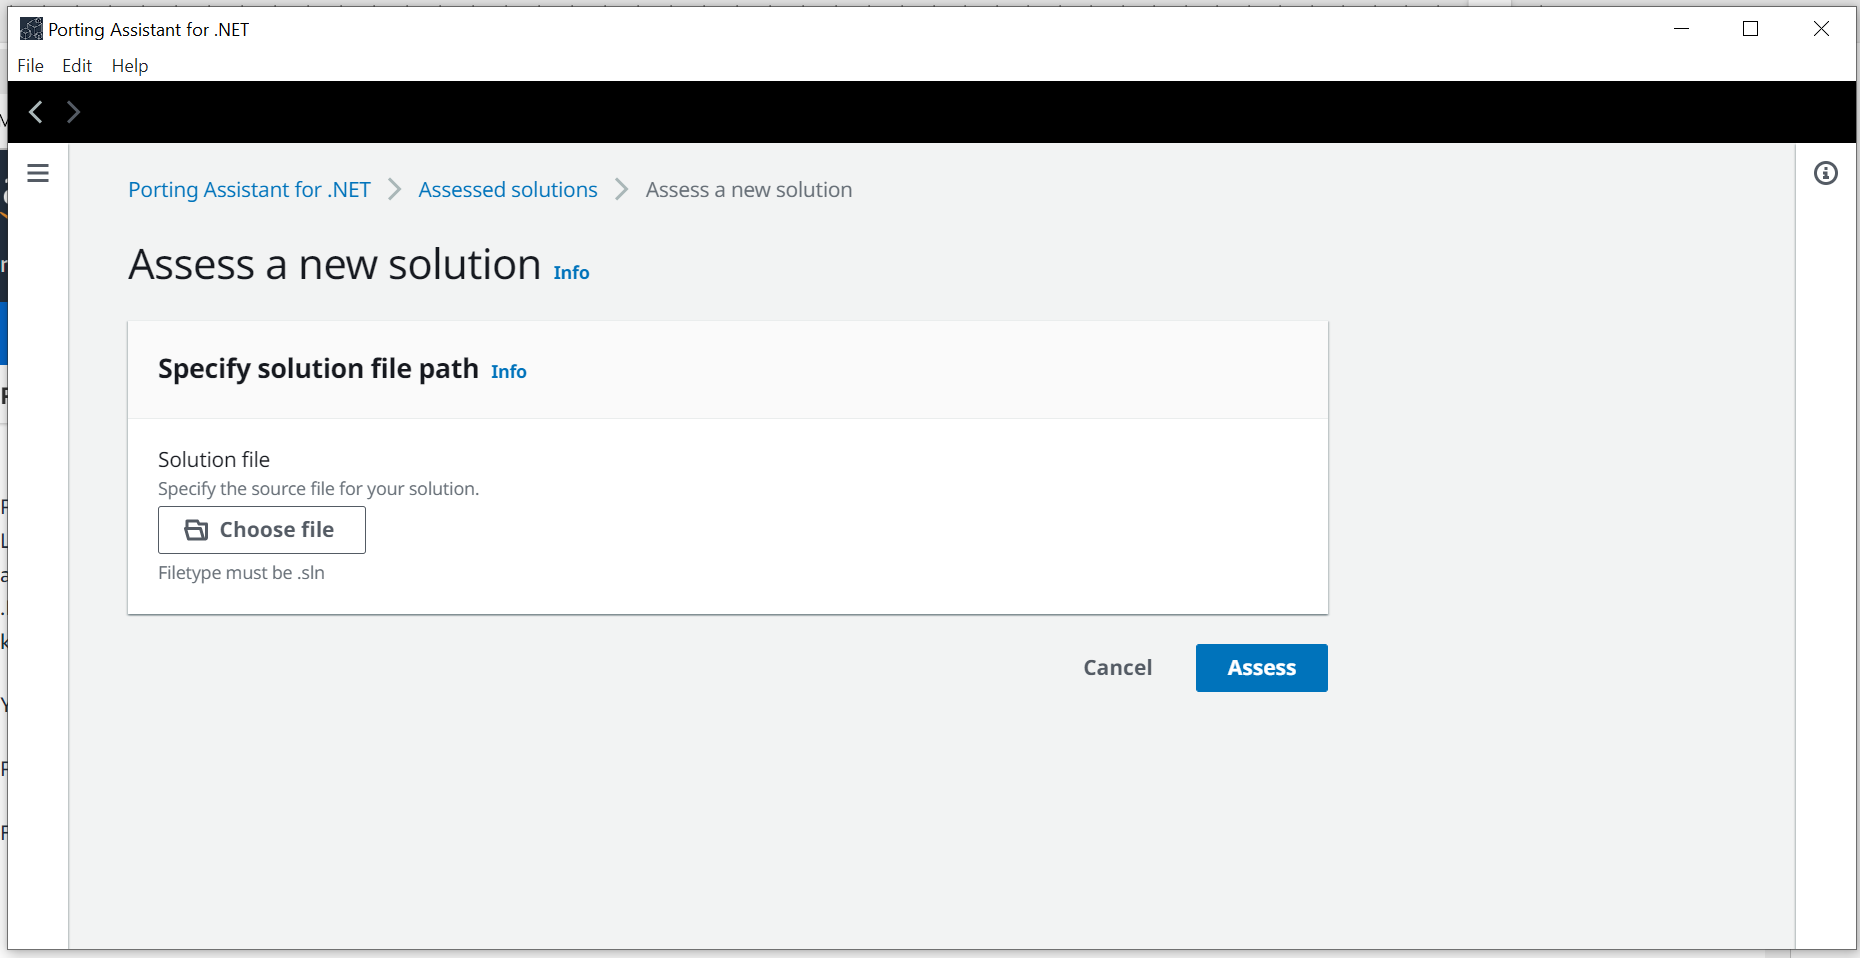 Porting Assistant for .NET
File Edit Help
Porting Assistant for .NET Assessed solutions Assess a new solution
Assess a new solution Info
Specify solution file path Info
Solution file
Specify the source file for your solution.
Choose file
Filetype must be .sln
Cancel Assess